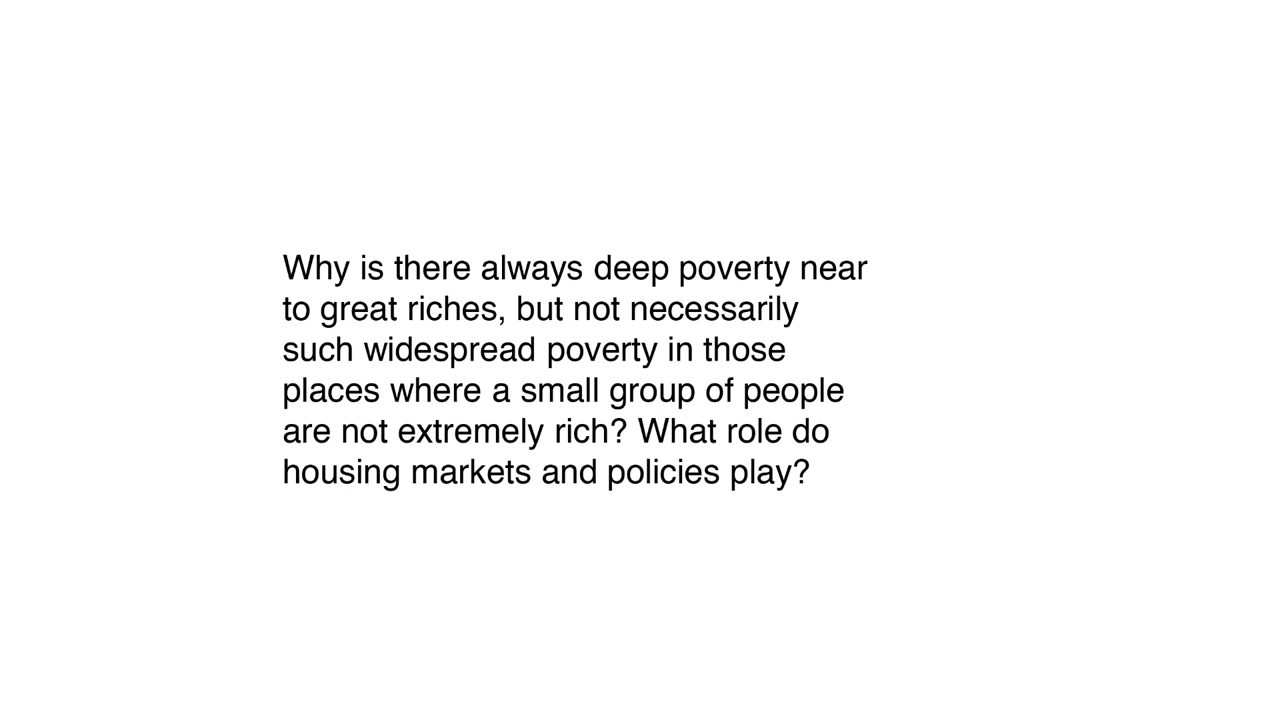 Why is there always deep poverty near
to great riches, but not necessarily
such widespread poverty in those
places where a small group of people
are not extremely rich? What role do
housing markets and policies play?